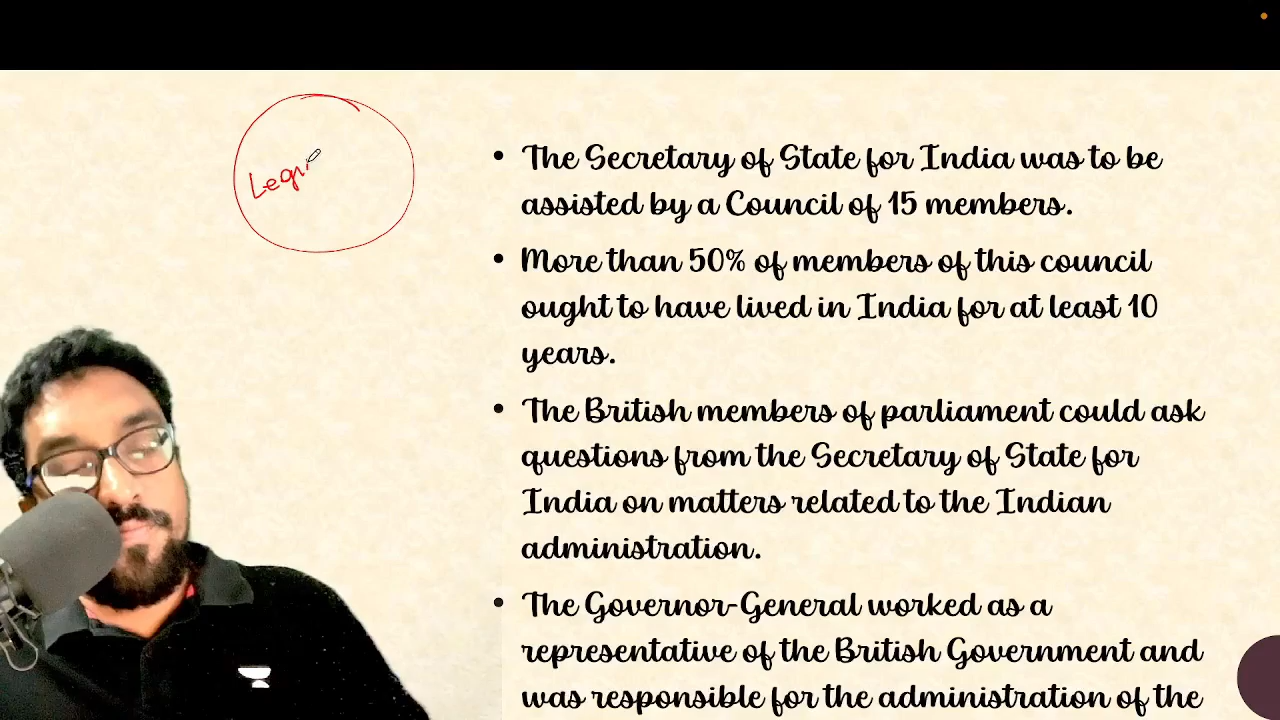 Legi
• The Secretary of State for India was to be
assisted by a Council of 15 members.
• More than 50% of members of this council
ought to have lived in India for at least 10
years.
• The British members of parliament could ask
questions from the Secretary of State for
India on matters related to the Indian
administration.
• The Governor-General worked as a
representative of the British Government and
was responsible for the administration of the